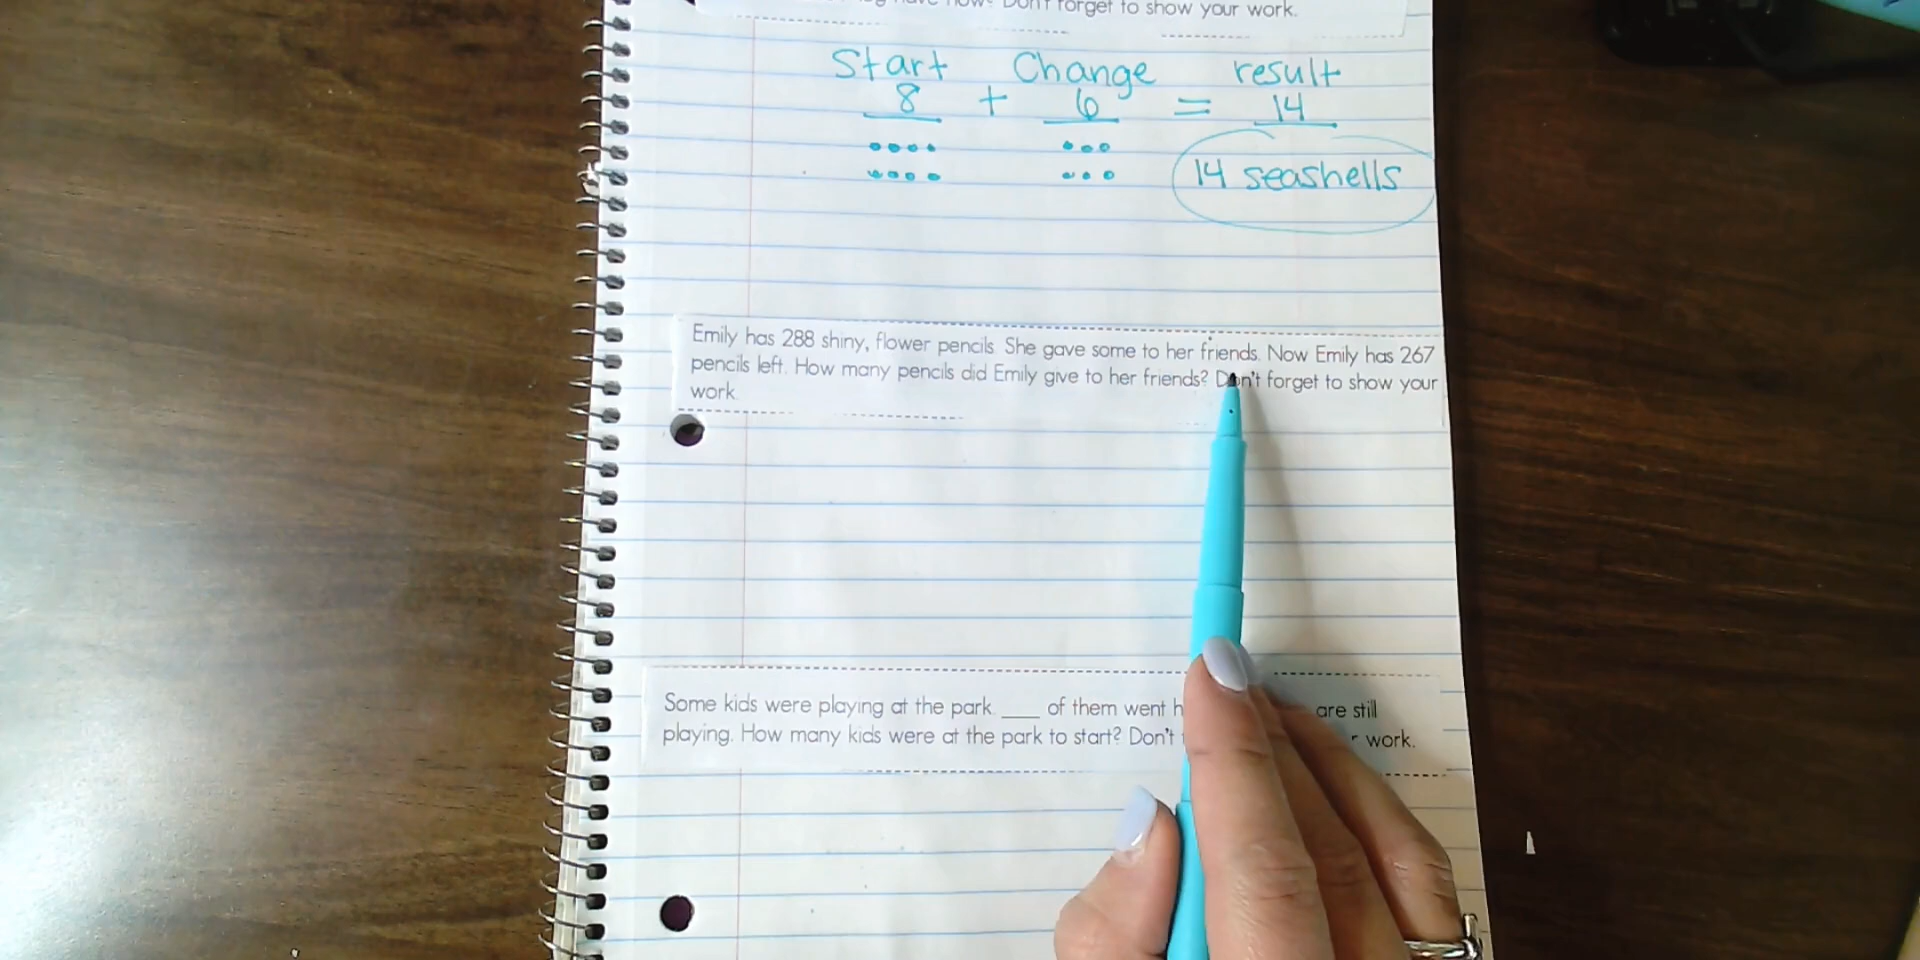 have now? Don't forget to show your work.
Start Change result
8 + 6 = 14
14 seashells
Emily has 288 shiny, flower pencils. She gave some to her friends. Now Emily has 267
pencils left. How many pencils did Emily give to her friends? Don't forget to show your
work.
Some kids were playing at the park. ___ of them went are still
playing. How many kids were at the park to start? Don't work.